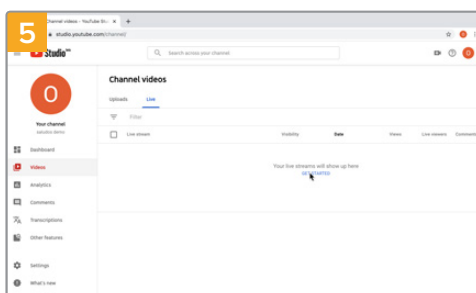 5
Channel videos - YouTube St
studio.youtube.com/channel/
Studio
Search across your channel
O
O
Your channel
Channel videos
Uploads
Live
Filter
Live stream
Visibility
Date
Views
Live viewers
Comments
Your live streams will show up here
GET STARTED
Dashboard
Videos
Analytics
Comments
Transcriptions
Other features
Settings
What's new